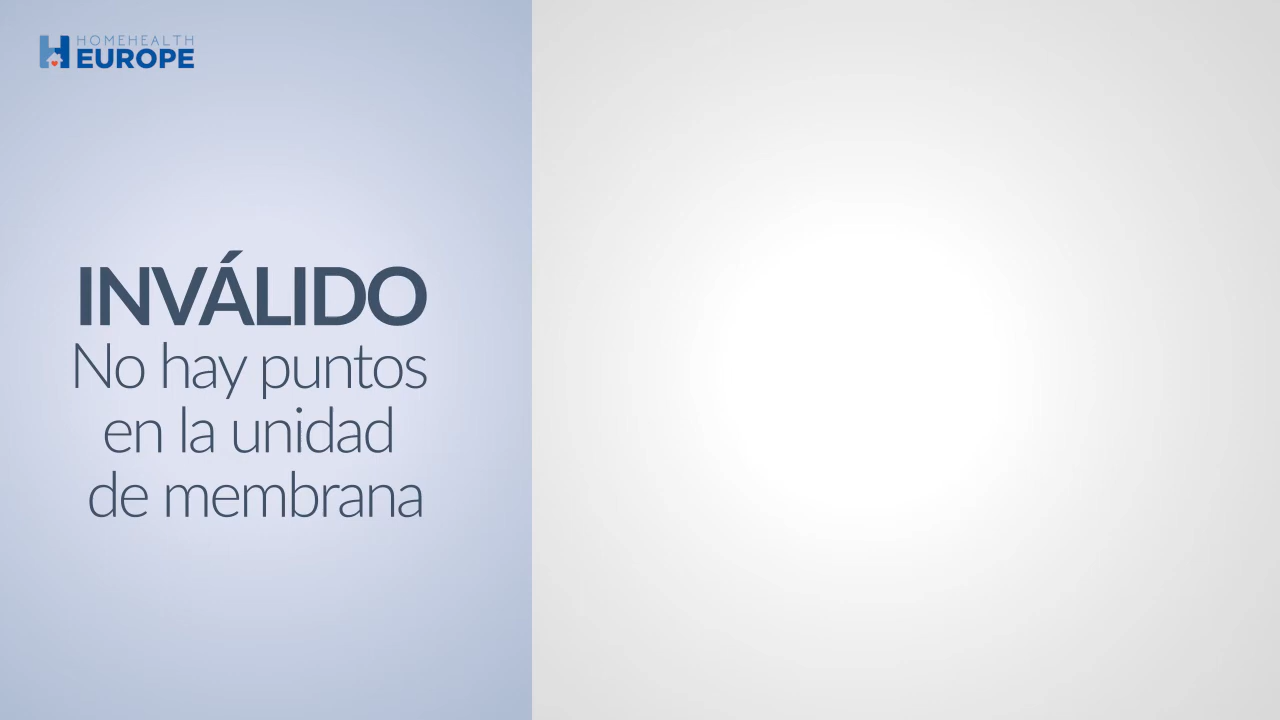 HOMEHEALTH
EUROPE
INVÁLIDO
No hay puntos
en la unidad
de membrana